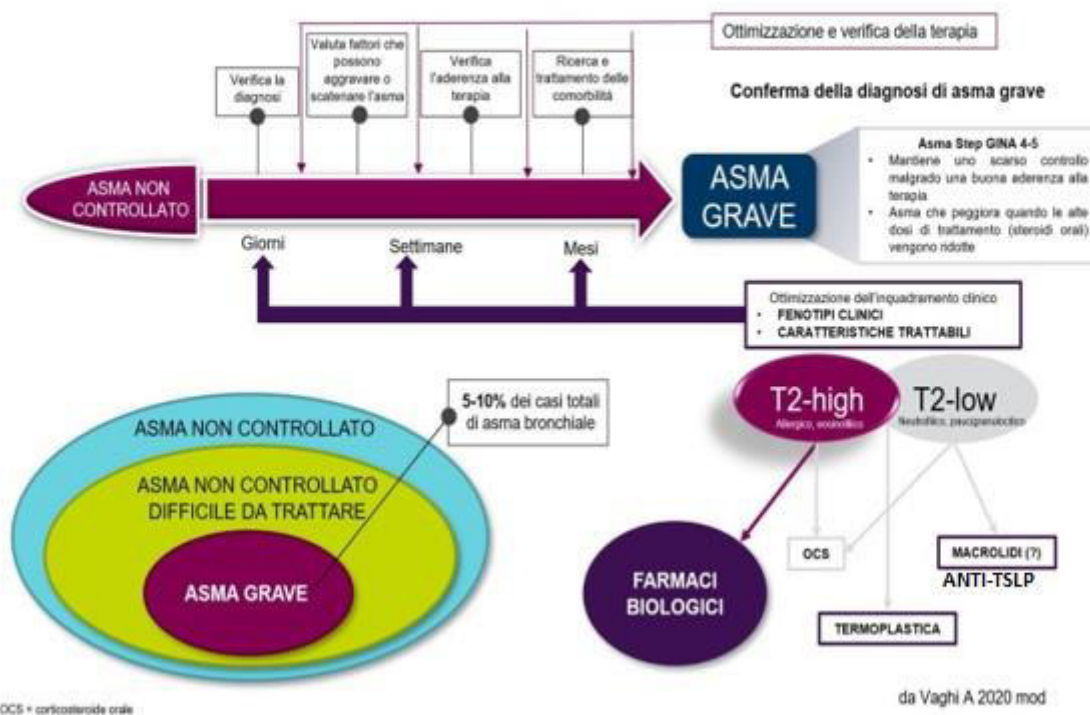 Ottimizzazione e verifica della terapia
Verifica la
diagnosi
Valuta fattori che
possono
aggravare o
scatenare l'asma
Verifica
l'aderenza alla
terapia
Ricerca e
trattamento delle
comorbilità
Conferma della diagnosi di asma grave
ASMA NON
CONTROLLATO
ASMA
GRAVE
Asma Step GINA 4-5
• Mantiene uno scarso controllo
malgrado una buona aderenza alla
terapia
• Asma che peggiora quando le alte
dosi di trattamento (steroidi orali)
vengono ridotte
Giorni
Settimane
Mesi
Ottimizzazione dell'inquadramento clinico
• FENOTIPI CLINICI
• CARATTERISTICHE TRATTABILI
5-10% dei casi totali
di asma bronchiale
ASMA NON CONTROLLATO
ASMA NON CONTROLLATO
DIFFICILE DA TRATTARE
ASMA GRAVE
T2-high
Allergico, eosinofilico
T2-low
Neutrofilico, paucigranulocitico
FARMACI
BIOLOGICI
OCS
MACROLIDI (?)
ANTI-TSLP
TERMOPLASTICA
da Vaghi A 2020 mod
OCS = corticosteroide orale